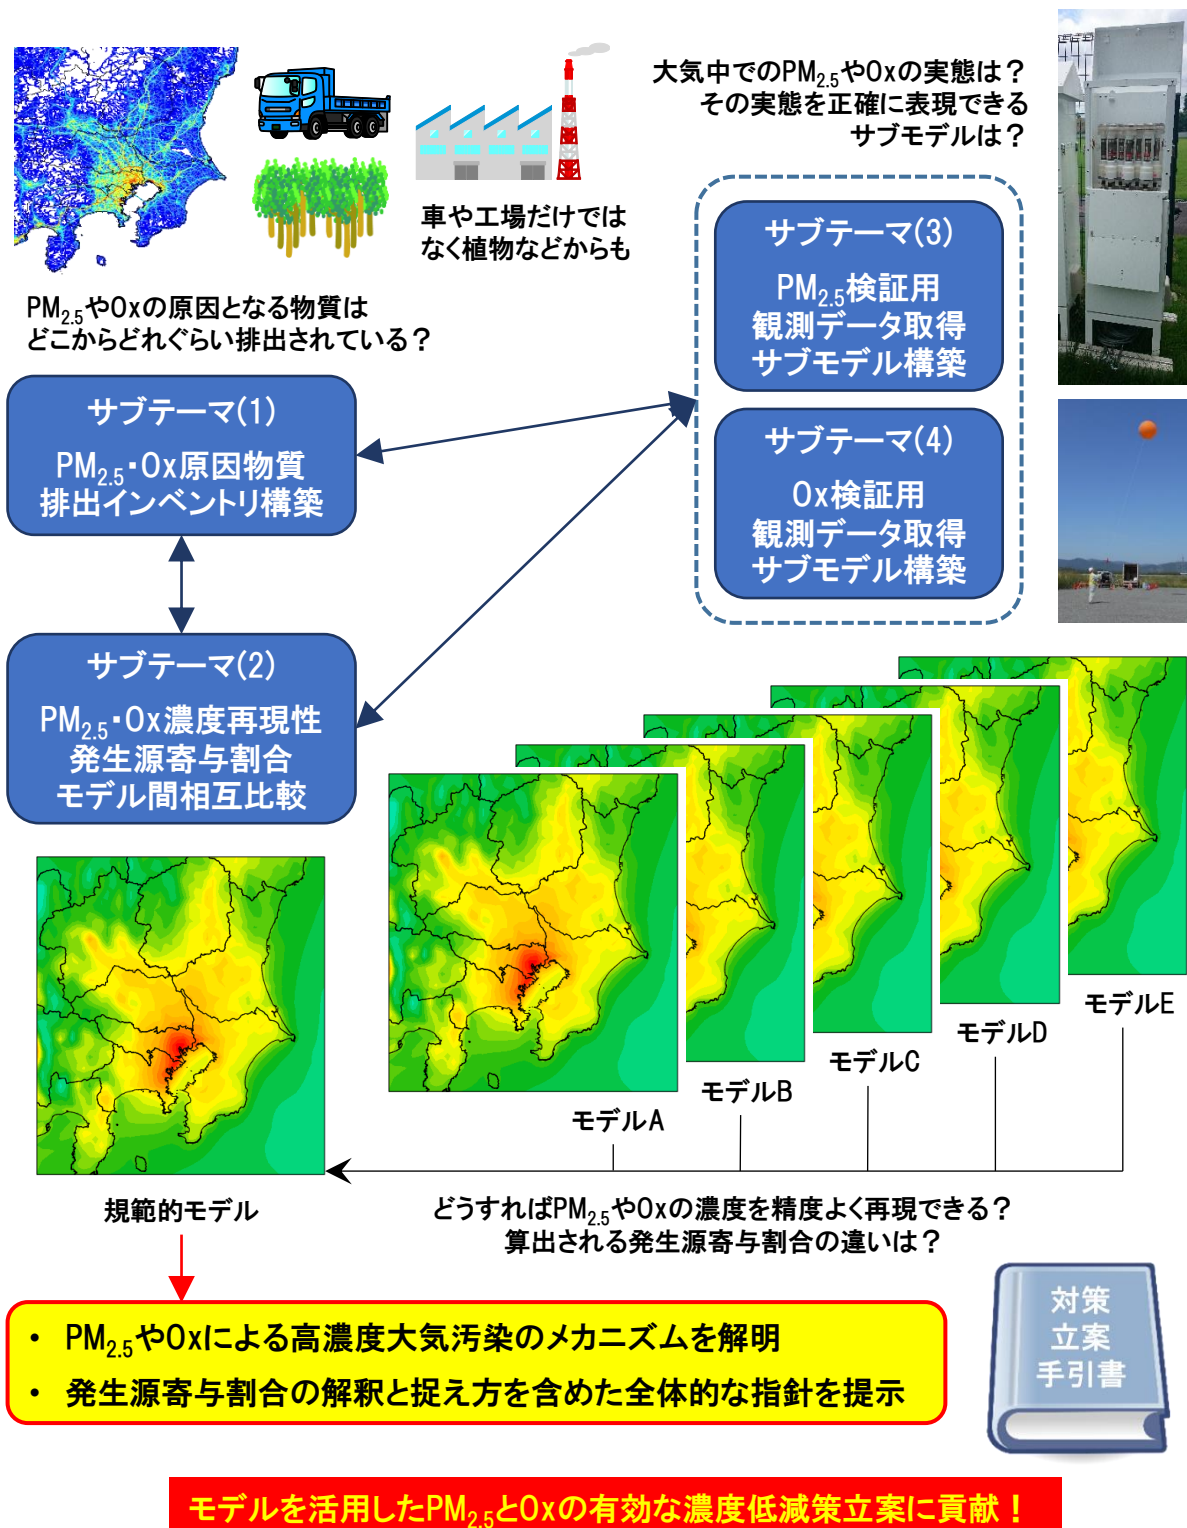 大気中でのPM2.5やOxの実態は？
その実態を正確に表現できる
サブモデルは？
車や工場だけでは
なく植物などからも
PM2.5やOxの原因となる物質は
どこからどれぐらい排出されている？
サブテーマ(1)
PM2.5・Ox原因物質
排出インベントリ構築
サブテーマ(3)
PM2.5検証用
観測データ取得
サブモデル構築
サブテーマ(4)
Ox検証用
観測データ取得
サブモデル構築
サブテーマ(2)
PM2.5・Ox濃度再現性
発生源寄与割合
モデル間相互比較
モデルE
モデルD
モデルC
モデルB
モデルA
規範的モデル
どうすればPM2.5やOxの濃度を精度よく再現できる？
算出される発生源寄与割合の違いは？
・ PM2.5やOxによる高濃度大気汚染のメカニズムを解明
・ 発生源寄与割合の解釈と捉え方を含めた全体的な指針を提示
対策
立案
手引書
モデルを活用したPM2.5とOxの有効な濃度低減策立案に貢献！